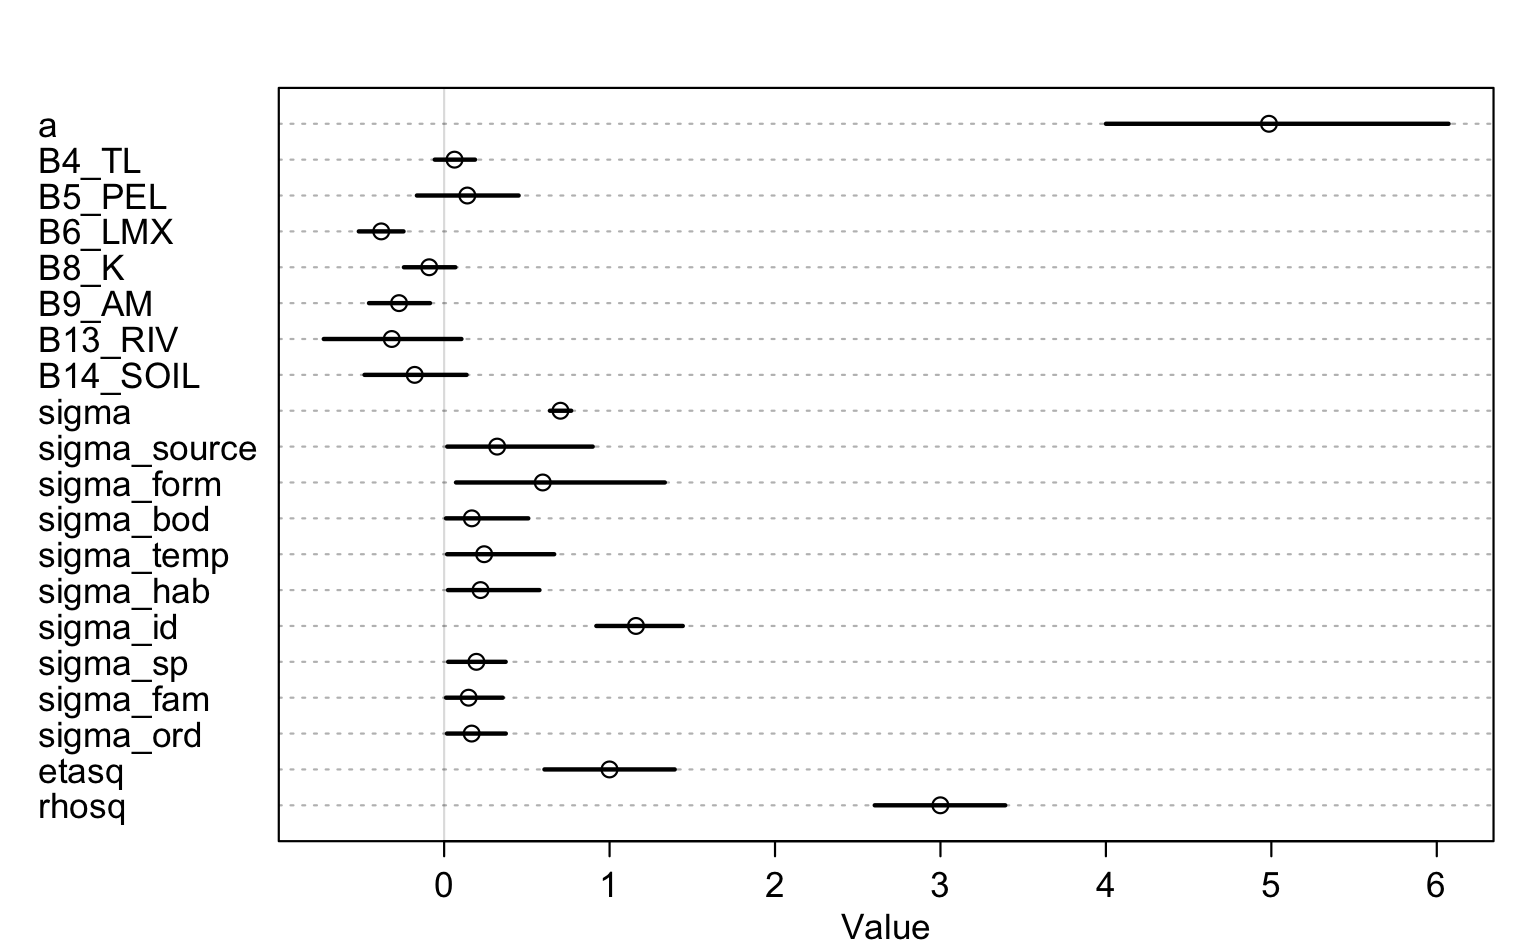 a
B4_TL
B5_PEL
B6_LMX
B8_K
B9_AM
B13_RIV
B14_SOIL
sigma
sigma_source
sigma_form
sigma_bod
sigma_temp
sigma_hab
sigma_id
sigma_sp
sigma_fam
sigma_ord
etasq
rhosq
0 1 2 3 4 5 6
Value